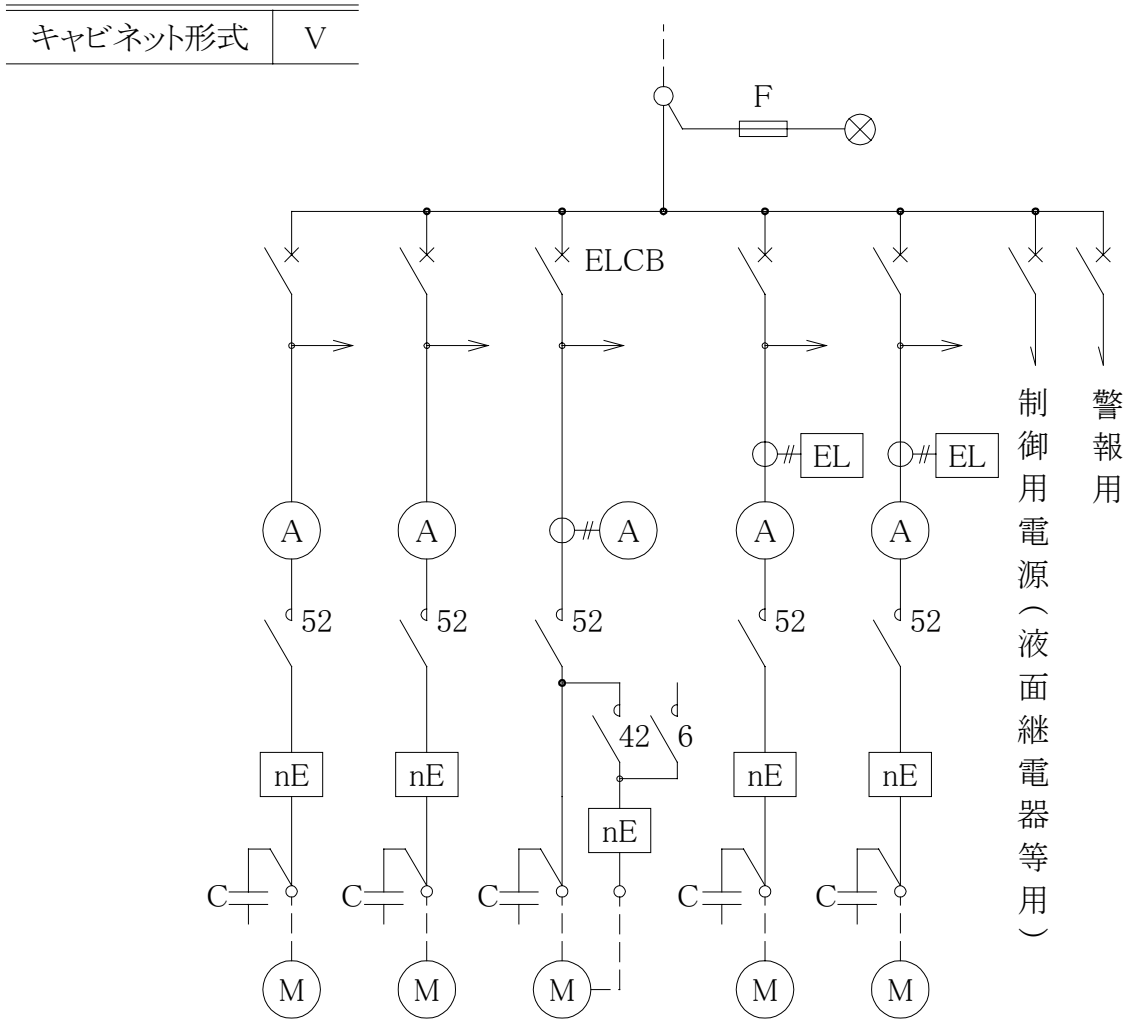 キャビネット形式 V
F
ELCB
EL EL
A A A A A
52 52 52 52 52
42 6
nE nE nE nE
nE
C C C C C
M M M M M
制御用電源(液面継電器等用)
警報用